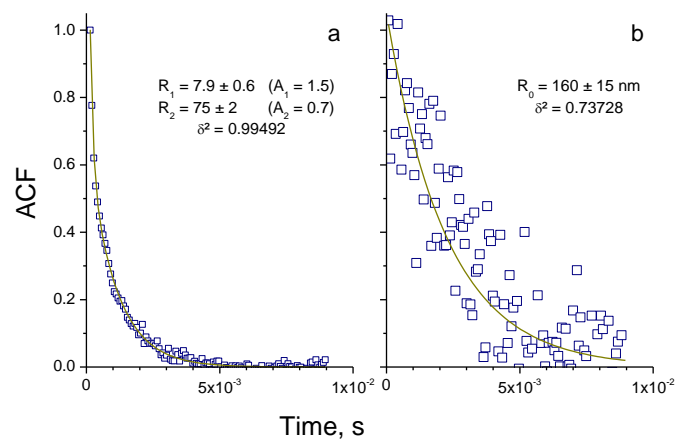 a
b
R₁ = 7.9 ± 0.6 (A₁ = 1.5)
R₂ = 75 ± 2 (A₂ = 0.7)
δ² = 0.99492
R₀ = 160 ± 15 nm
δ² = 0.73728
ACF
1.0
0.8
0.6
0.4
0.2
0.0
0 5x10⁻³ 1x10⁻² 0 5x10⁻³ 1x10⁻²
Time, s